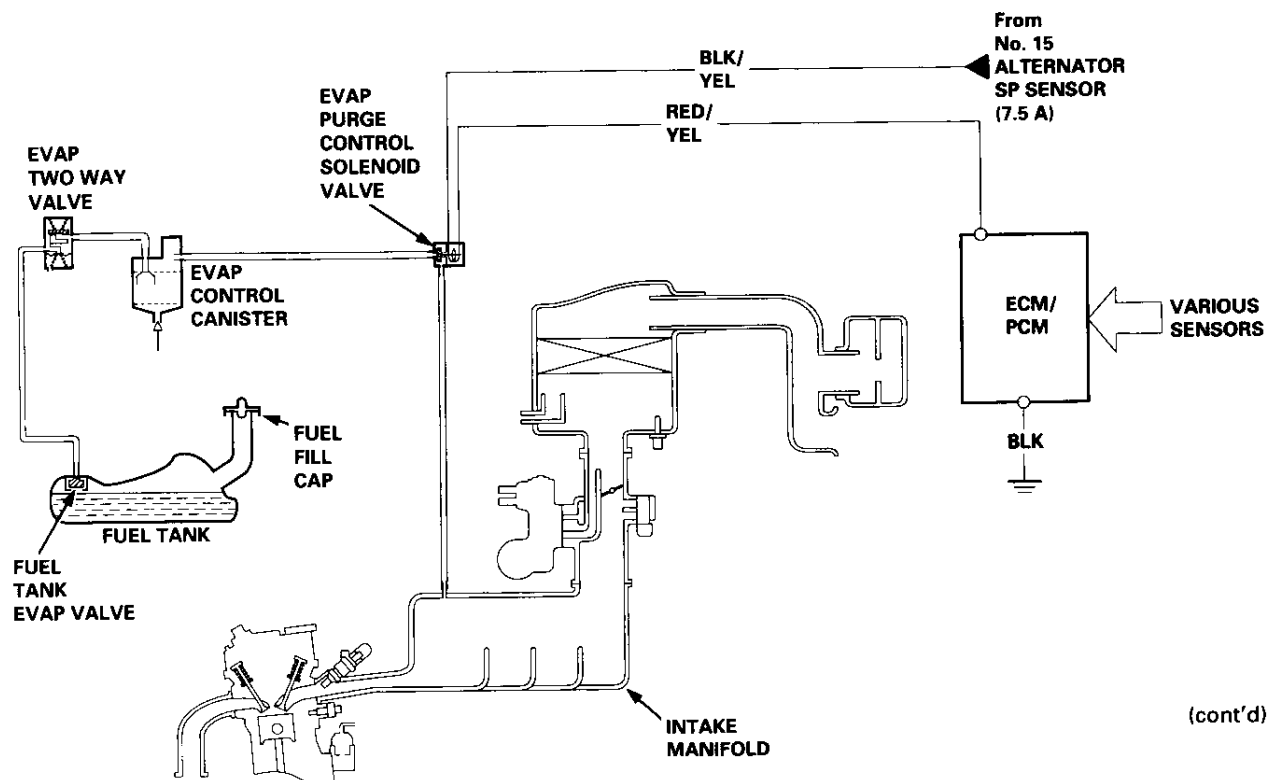 From
No. 15
ALTERNATOR
SP SENSOR
(7.5 A)
BLK/
YEL
RED/
YEL
EVAP
PURGE
CONTROL
SOLENOID
VALVE
EVAP
TWO WAY
VALVE
EVAP
CONTROL
CANISTER
ECM/
PCM
VARIOUS
SENSORS
BLK
FUEL
FILL
CAP
FUEL TANK
FUEL
TANK
EVAP VALVE
INTAKE
MANIFOLD
(cont'd)